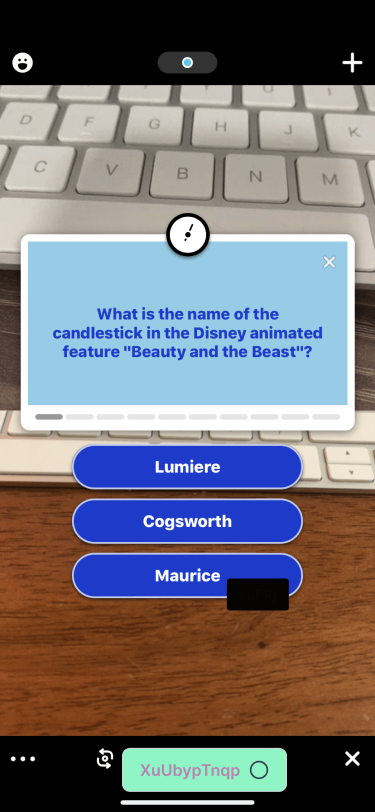 D F G H J K
C V B N M
What is the name of the
candlestick in the Disney animated
feature "Beauty and the Beast"?
Lumiere
Cogsworth
Maurice
XuUbypTnqp